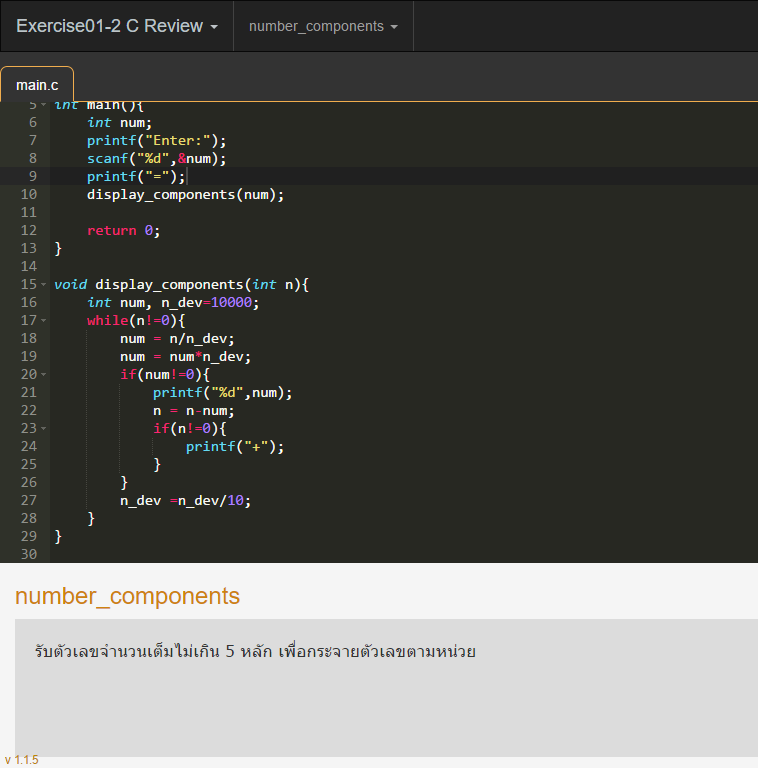 Exercise01-2 C Review
number_components
main.c
5 int main(){
6 int num;
7 printf("Enter:");
8 scanf("%d",&num);
9 printf("=");
10 display_components(num);
11
12 return 0;
13 }
14
15 void display_components(int n){
16 int num, n_dev=10000;
17 while(n!=0){
18 num = n/n_dev;
19 num = num*n_dev;
20 if(num!=0){
21 printf("%d",num);
22 n = n-num;
23 if(n!=0){
24 printf("+");
25 }
26 }
27 n_dev =n_dev/10;
28 }
29 }
30
number_components
รับตัวเลขจำนวนเต็มไม่เกิน 5 หลัก เพื่อกระจายตัวเลขตามหน่วย
v 1.1.5